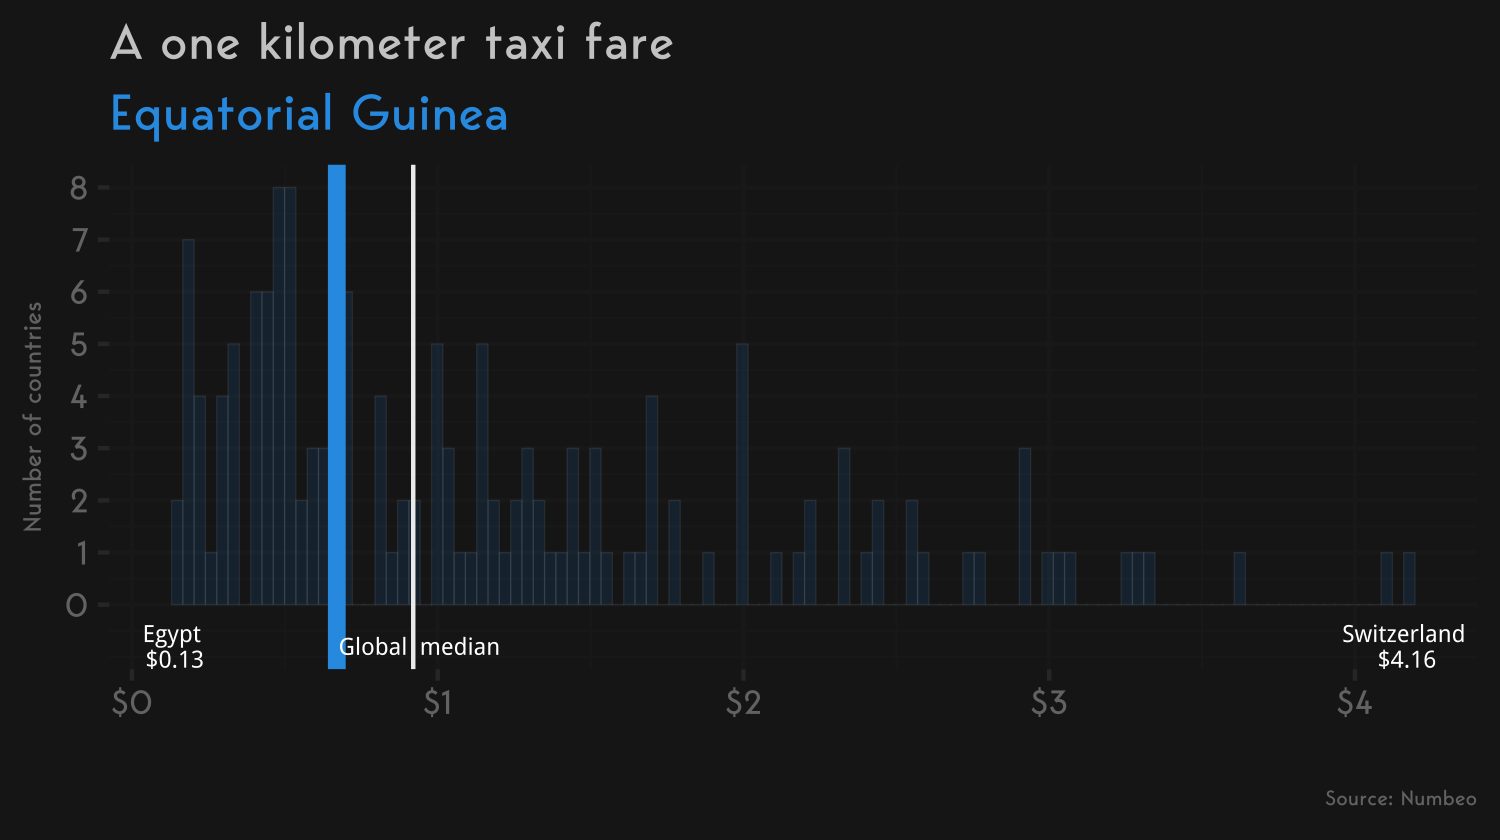 A one kilometer taxi fare
Equatorial Guinea
Number of countries
8
7
6
5
4
3
2
1
0
Egypt
$0.13
Global median
Switzerland
$4.16
$0 $1 $2 $3 $4
Source: Numbeo